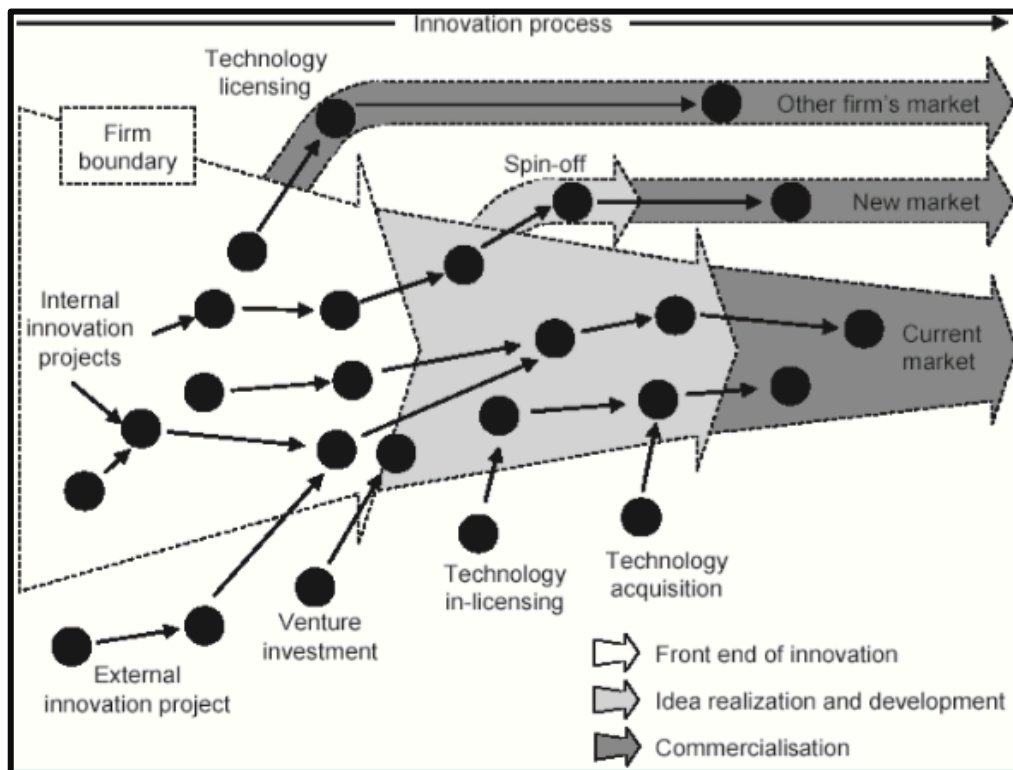 Innovation process
Technology
licensing
Other firm's market
Firm
boundary
Spin-off
New market
Internal
innovation
projects
Current
market
Technology
in-licensing
Technology
acquisition
Venture
investment
External
innovation project
Front end of innovation
Idea realization and development
Commercialisation